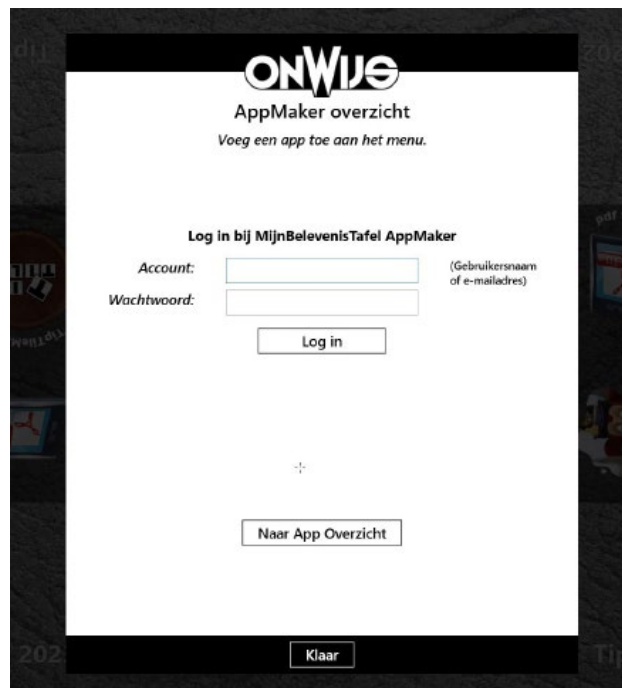 ONWIJS
AppMaker overzicht
Voeg een app toe aan het menu.
Log in bij MijnBelevenisTafel AppMaker
Account:
(Gebruikersnaam
of e-mailadres)
Wachtwoord:
Log in
Naar App Overzicht
Klaar